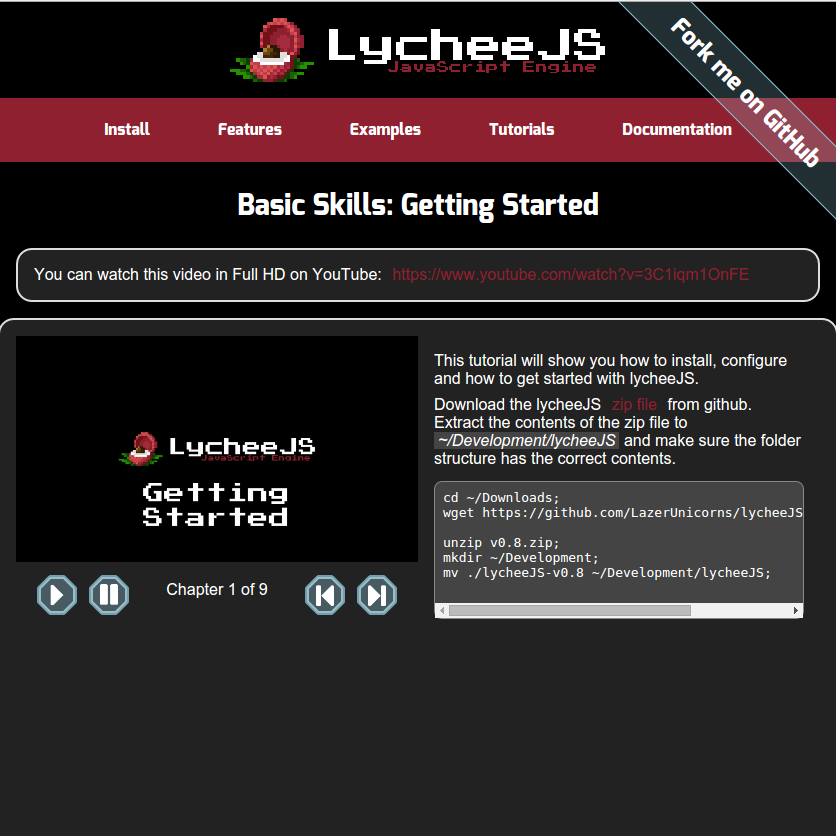 LycheeJS
JavaScript Engine
Fork me on GitHub
Install Features Examples Tutorials Documentation
Basic Skills: Getting Started
You can watch this video in Full HD on YouTube: https://www.youtube.com/watch?v=3C1iqm1OnFE
LycheeJS
JavaScript Engine
Getting
Started
Chapter 1 of 9
This tutorial will show you how to install, configure
and how to get started with lycheeJS.
Download the lycheeJS zip file from github.
Extract the contents of the zip file to
~/Development/lycheeJS and make sure the folder
structure has the correct contents.
cd ~/Downloads;
wget https://github.com/LazerUnicorns/lycheeJS
unzip v0.8.zip;
mkdir ~/Development;
mv ./lycheeJS-v0.8 ~/Development/lycheeJS;